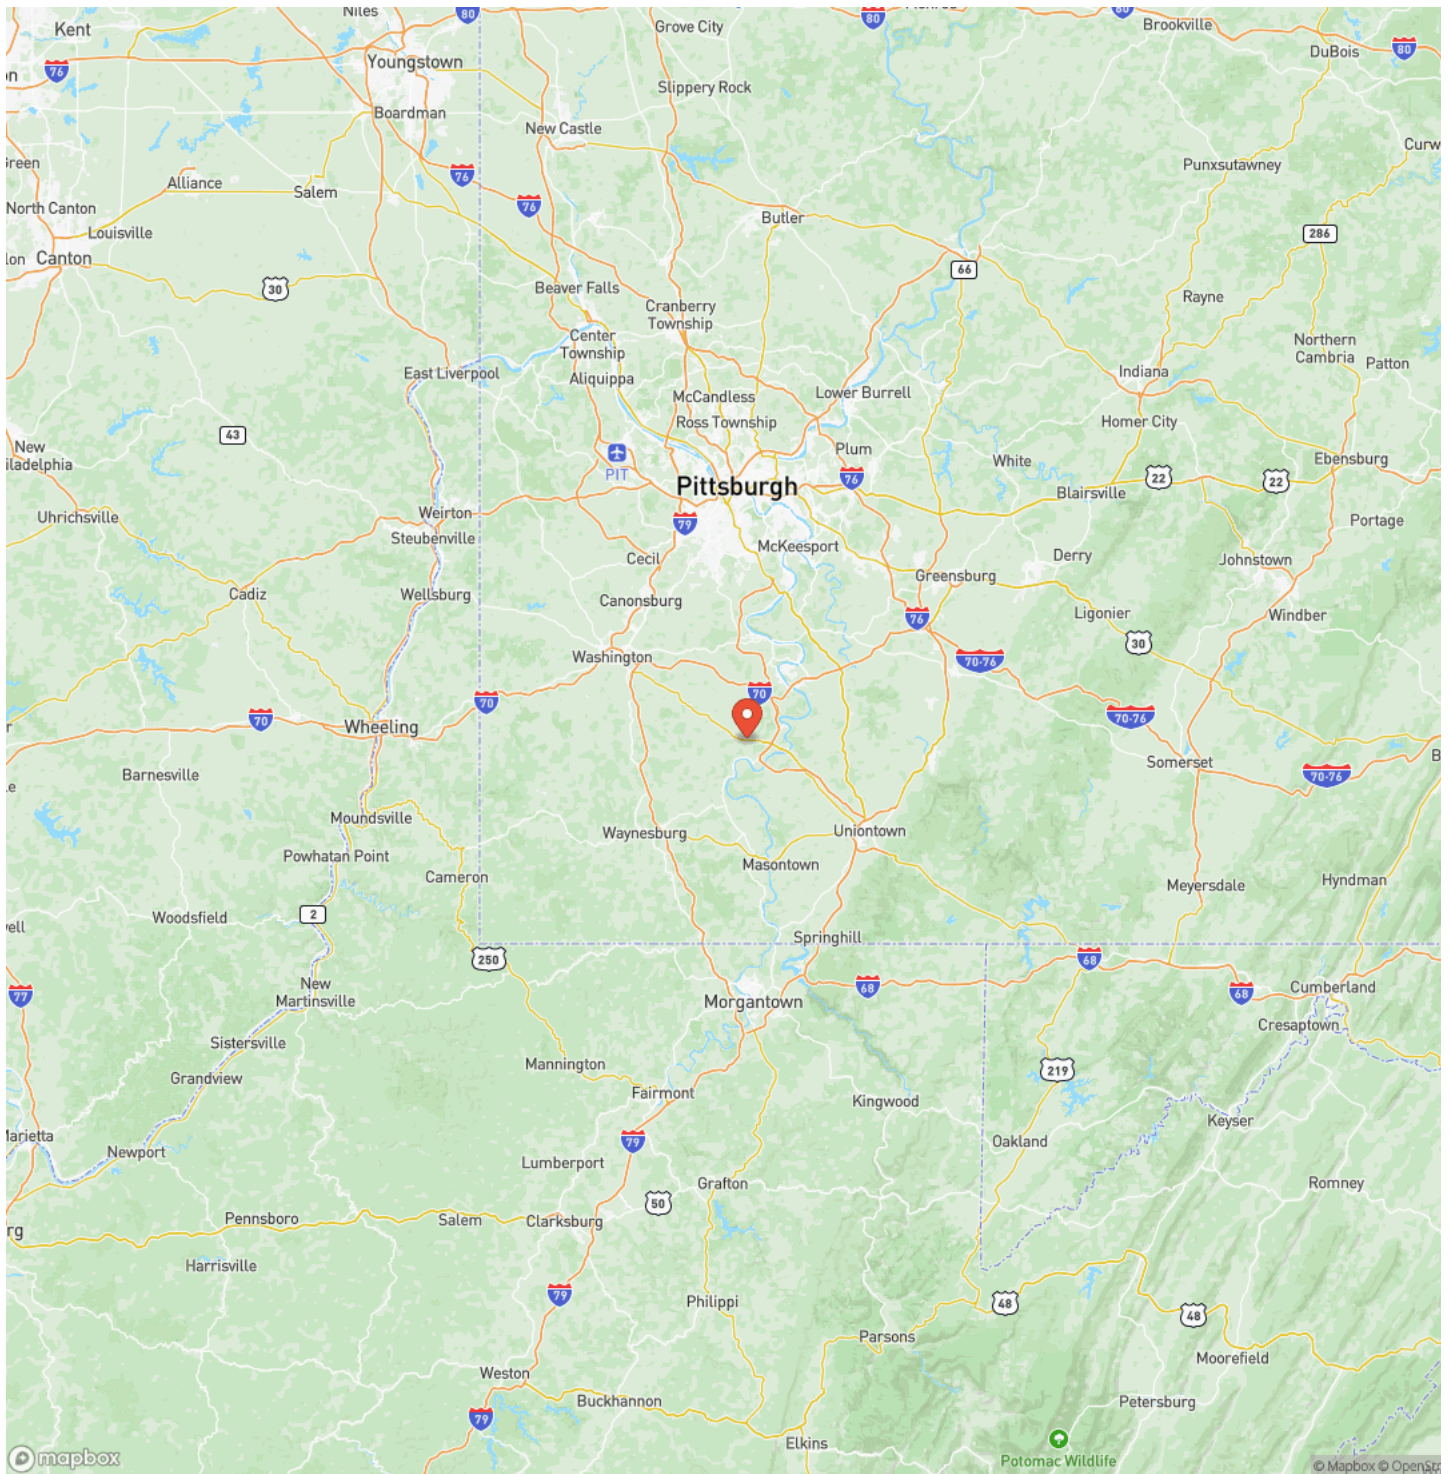 Niles
80
80
80
Kent
Grove City
Brookville
DuBois
80
76
Youngstown
Slippery Rock
Boardman
New Castle
Punxsutawney
76
76
Alliance
Salem
North Canton
Louisville
Butler
286
Canton
66
30
Beaver Falls
Rayne
Cranberry
Township
Center
Township
Northern
Cambria
Patton
East Liverpool
Aliquippa
Indiana
McCandless
Lower Burrell
Ross Township
Homer City
43
New
Plum
White
Ebensburg
PIT
76
22
22
Pittsburgh
Blairsville
Uhrichsville
Weirton
79
Portage
Steubenville
McKeesport
Cecil
Derry
Johnstown
Greensburg
Cadiz
Wellsburg
Canonsburg
Ligonier
Windber
76
30
Washington
70-76
70
70
70
Wheeling
70-76
Somerset
Barnesville
70-76
Moundsville
Waynesburg
Uniontown
Powhatan Point
Masontown
Cameron
Meyersdale
Hyndman
2
Woodsfield
Springhill
250
68
New
Martinsville
77
68
68
Cumberland
Morgantown
Cresaptown
Sistersville
Mannington
219
Grandview
Fairmont
Kingwood
Keyser
79
Oakland
Newport
Lumberport
Grafton
Romney
50
Pennsboro
Salem
Clarksburg
Harrisville
79
Philippi
48
48
Parsons
Moorefield
Weston
Buckhannon
Petersburg
79
Elkins
Potomac Wildlife
mapbox
© Mapbox